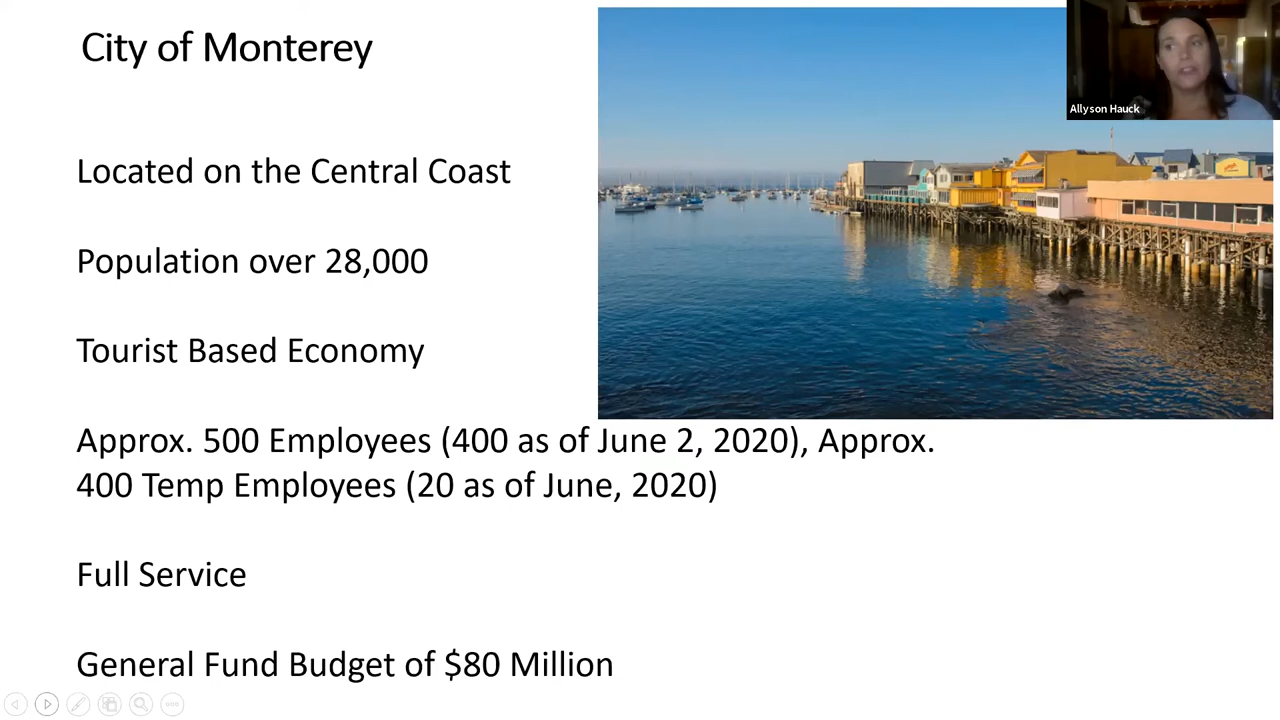 City of Monterey
Allyson Hauck
Located on the Central Coast
Population over 28,000
Tourist Based Economy
Approx. 500 Employees (400 as of June 2, 2020), Approx.
400 Temp Employees (20 as of June, 2020)
Full Service
General Fund Budget of $80 Million